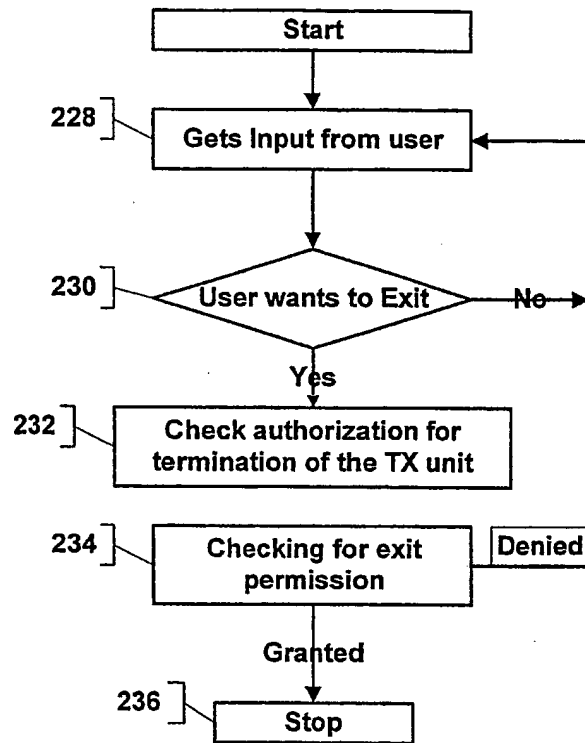 Start
228
Gets Input from user
230
User wants to Exit
No
Yes
232
Check authorization for
termination of the TX unit
234
Checking for exit
permission
Denied
Granted
236
Stop